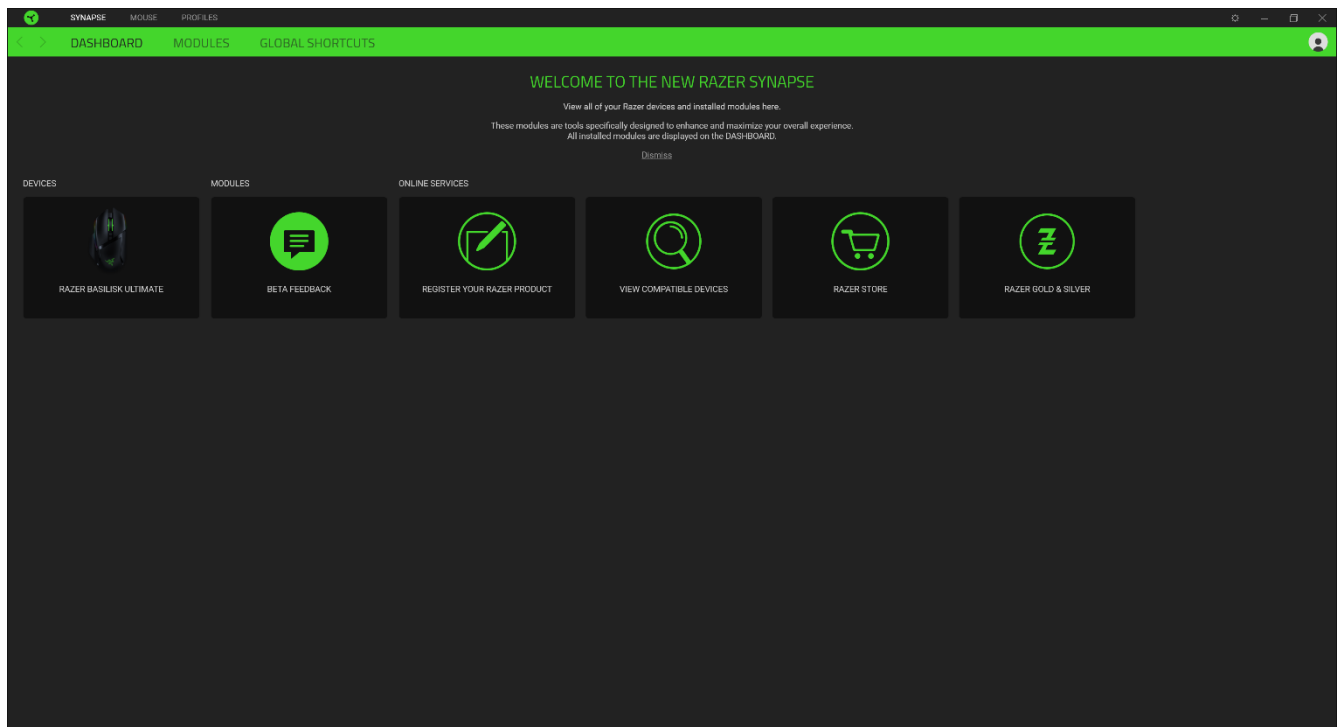 SYNAPSE MOUSE PROFILES
DASHBOARD MODULES GLOBAL SHORTCUTS
WELCOME TO THE NEW RAZER SYNAPSE
View all of your Razer devices and installed modules here.
These modules are tools specifically designed to enhance and maximize your overall experience.
All installed modules are displayed on the DASHBOARD.
Dismiss
DEVICES MODULES ONLINE SERVICES
RAZER BASILISK ULTIMATE BETA FEEDBACK REGISTER YOUR RAZER PRODUCT VIEW COMPATIBLE DEVICES RAZER STORE RAZER GOLD & SILVER